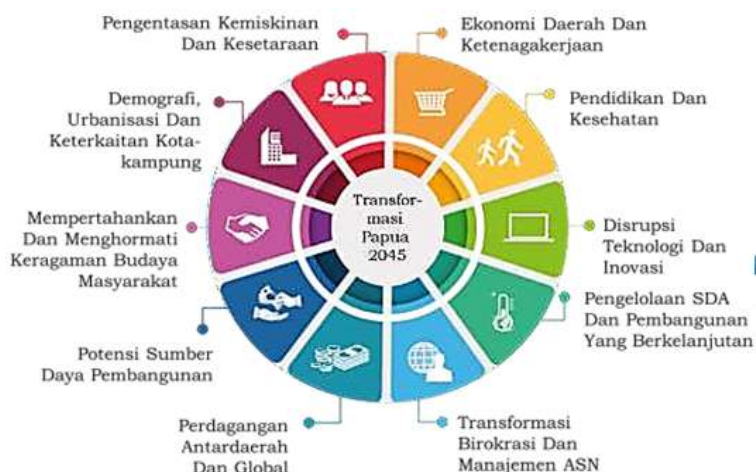 Pengentasan Kemiskinan
Dan Kesetaraan
Ekonomi Daerah Dan
Ketenagakerjaan
Pendidikan Dan
Kesehatan
Disrupsi
Teknologi Dan
Inovasi
Pengelolaan SDA
Dan Pembangunan
Yang Berkelanjutan
Transformasi
Birokrasi Dan
Manajemen ASN
Perdagangan
Antardaerah
Dan Global
Potensi Sumber
Daya Pembangunan
Mempertahankan
Dan Menghormati
Keragaman Budaya
Masyarakat
Demografi,
Urbanisasi Dan
Keterkaitan Kota-
kampung
Transfor-
masi
Papua
2045